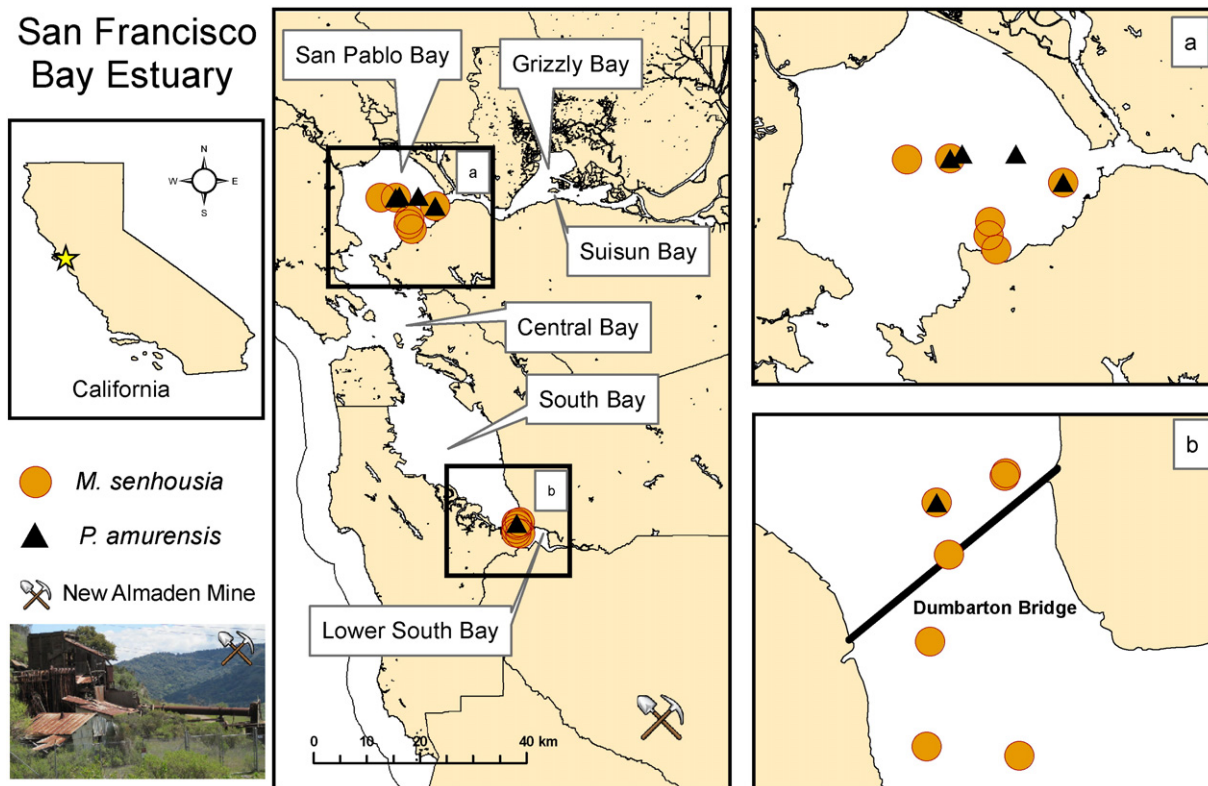 San Francisco
Bay Estuary
N
W
E
S
California
M. senhousia
P. amurensis
New Almaden Mine
San Pablo Bay
Grizzly Bay
a
Suisun Bay
Central Bay
South Bay
b
Lower South Bay
0 10 20 40 km
a
b
Dumbarton Bridge